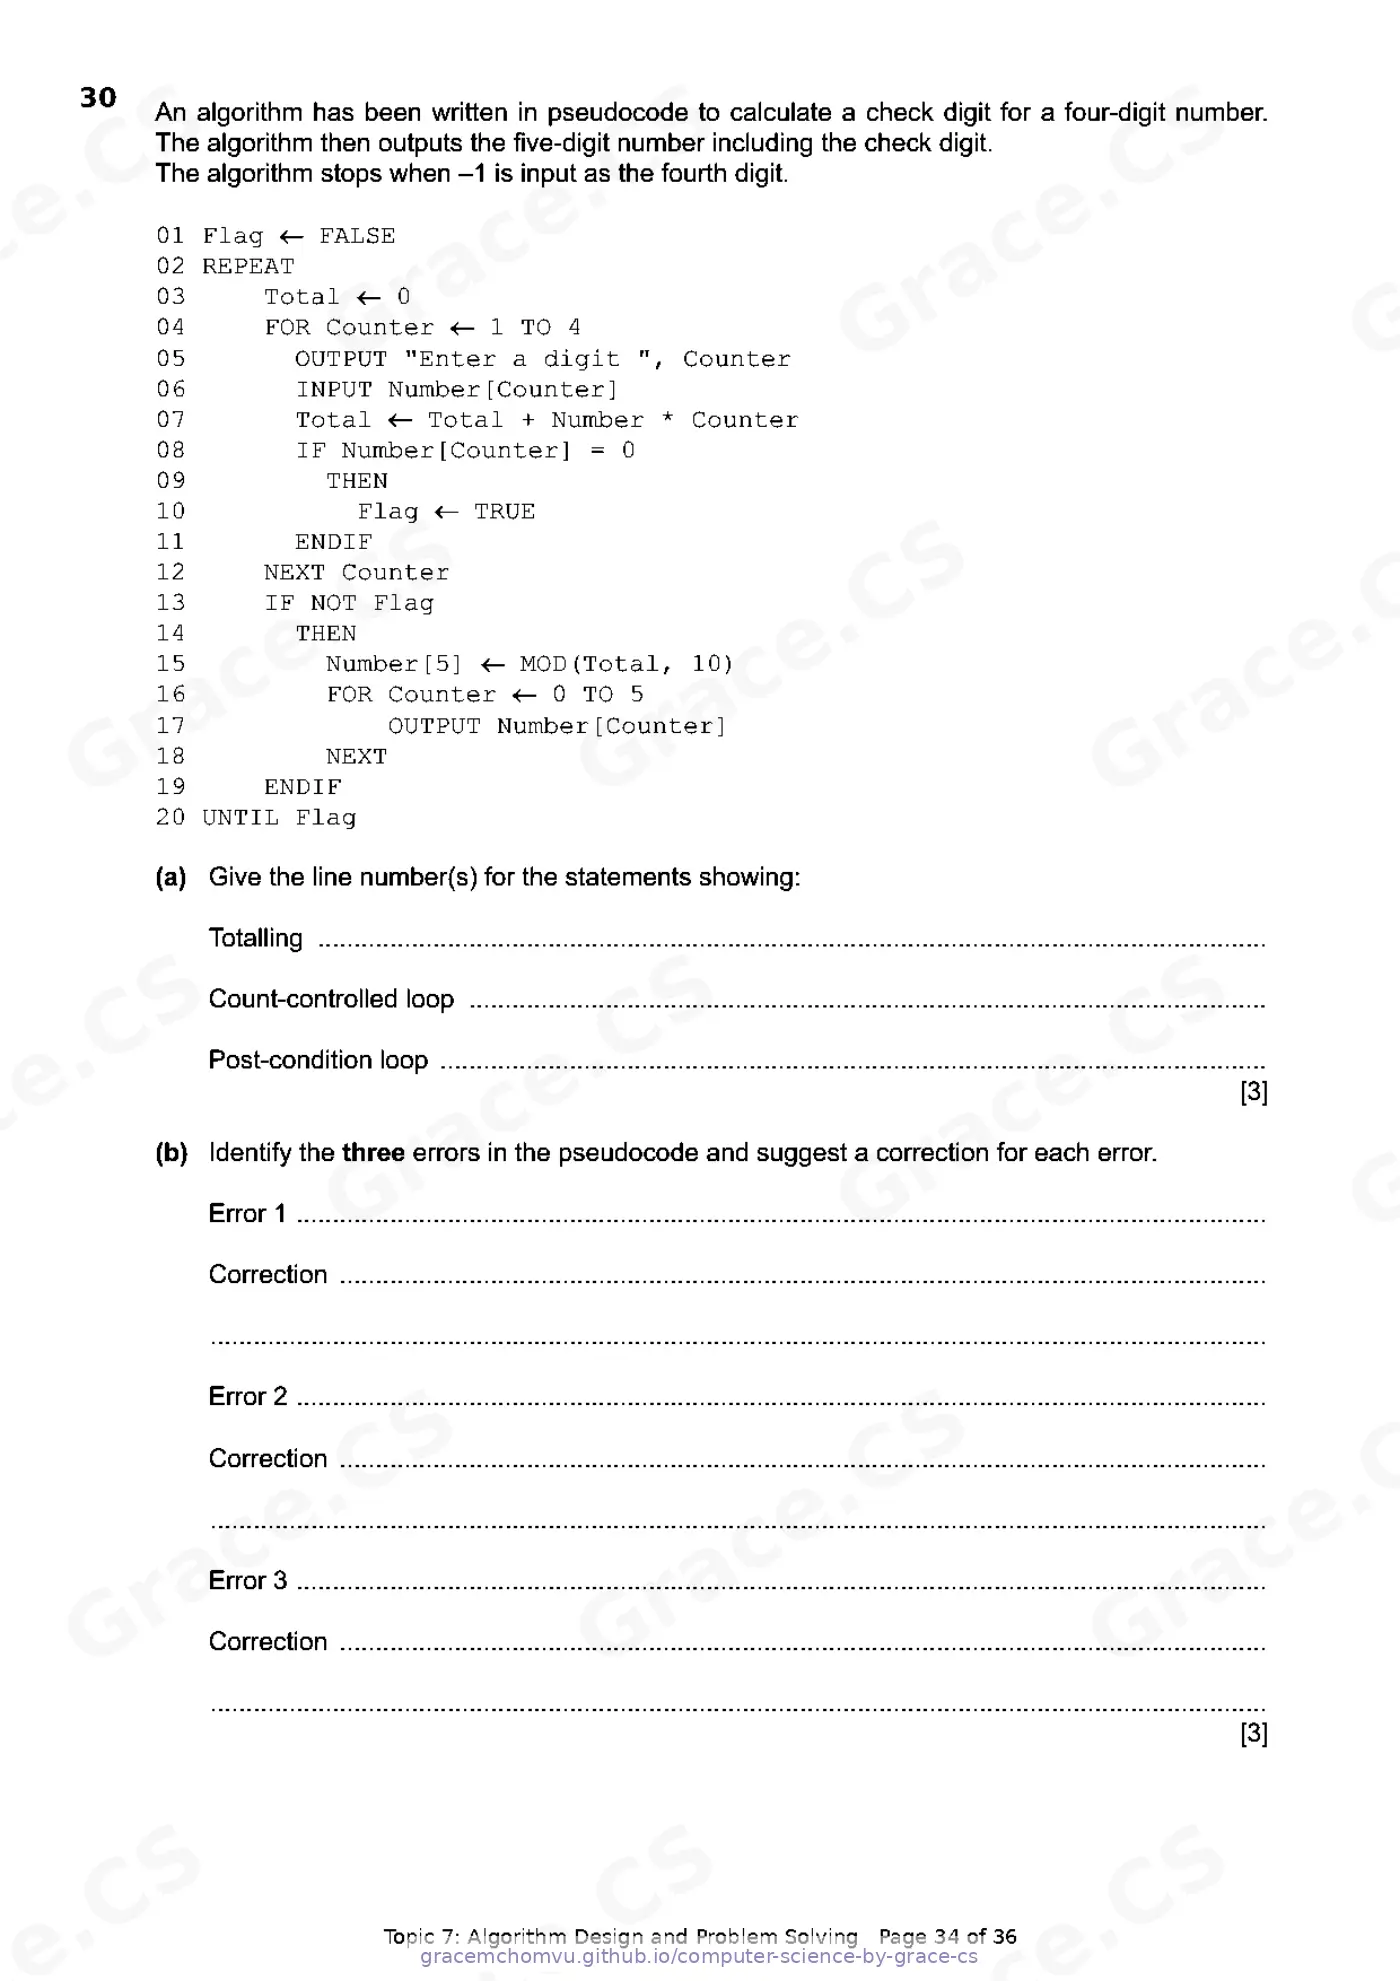 30
An algorithm has been written in pseudocode to calculate a check digit for a four-digit number.
The algorithm then outputs the five-digit number including the check digit.
The algorithm stops when –1 is input as the fourth digit.
01 Flag ← FALSE
02 REPEAT
03 Total ← 0
04 FOR Counter ← 1 TO 4
05 OUTPUT "Enter a digit ", Counter
06 INPUT Number[Counter]
07 Total ← Total + Number * Counter
08 IF Number[Counter] = 0
09 THEN
10 Flag ← TRUE
11 ENDIF
12 NEXT Counter
13 IF NOT Flag
14 THEN
15 Number[5] ← MOD(Total, 10)
16 FOR Counter ← 0 TO 5
17 OUTPUT Number[Counter]
18 NEXT
19 ENDIF
20 UNTIL Flag
(a) Give the line number(s) for the statements showing:
Totalling
Count-controlled loop
Post-condition loop
[3]
(b) Identify the three errors in the pseudocode and suggest a correction for each error.
Error 1
Correction
Error 2
Correction
Error 3
Correction
[3]
Topic 7: Algorithm Design and Problem Solving Page 34 of 36
gracemchomvu.github.io/computer-science-by-grace-cs